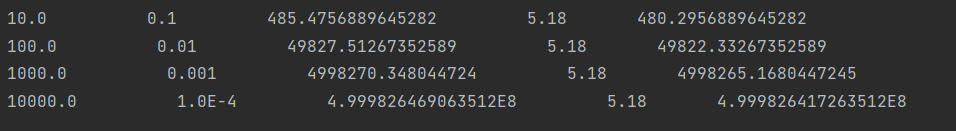 10.0 0.1 485.4756889645282 5.18 480.2956889645282
100.0 0.01 49827.51267352589 5.18 49822.33267352589
1000.0 0.001 4998270.348044724 5.18 4998265.1680447245
10000.0 1.0E-4 4.999826469063512E8 5.18 4.999826417263512E8